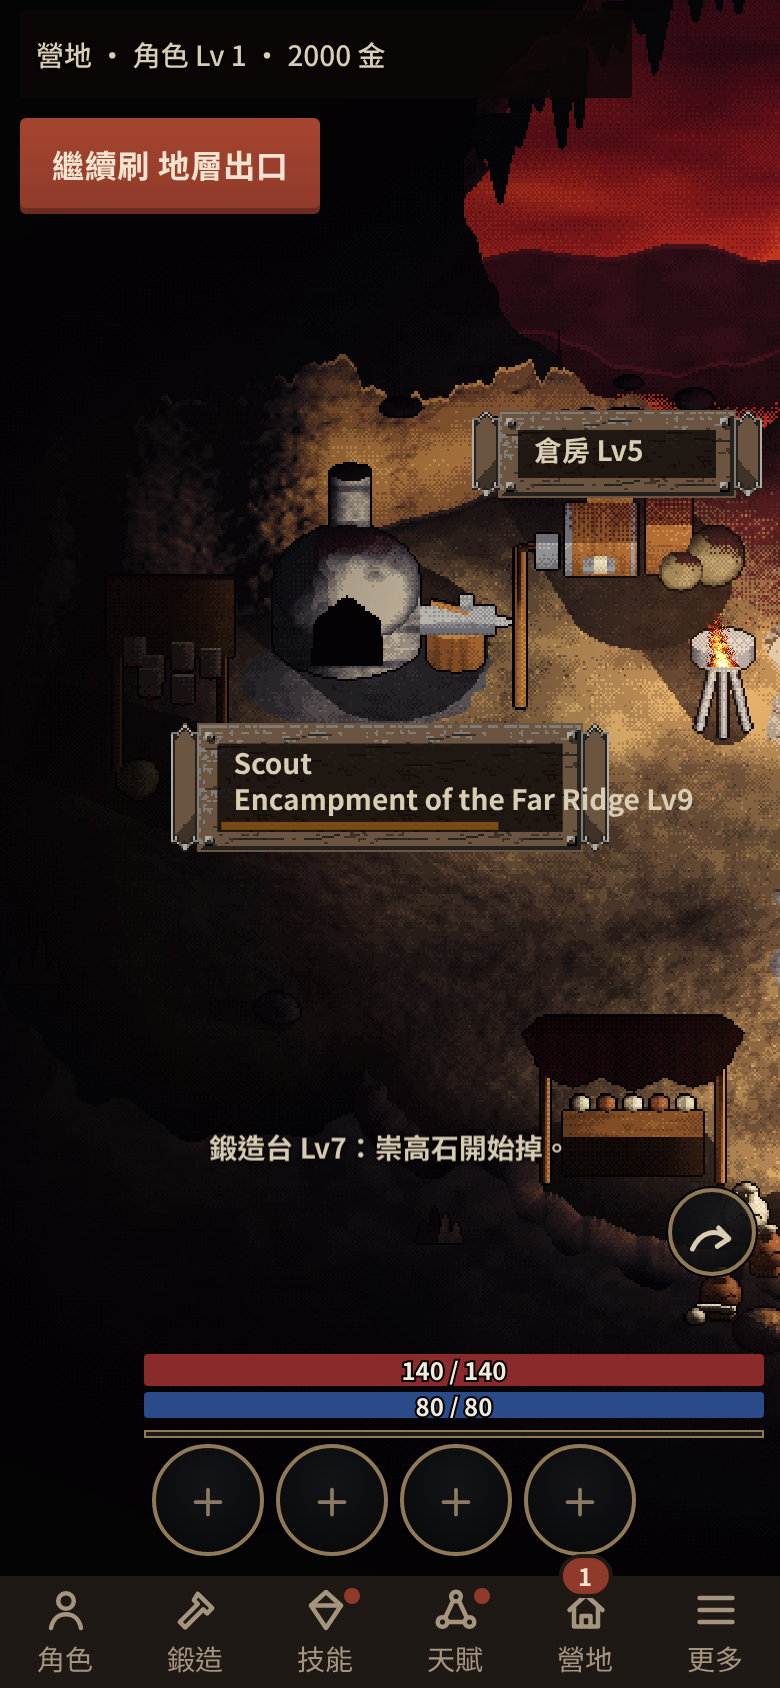 營地 · 角色 Lv 1 · 2000 金
繼續刷 地層出口
倉房 Lv5
Scout
Encampment of the Far Ridge Lv9
鍛造台 Lv7：崇高石開始掉。
140 / 140
80 / 80
1
角色
鍛造
技能
天賦
營地
更多